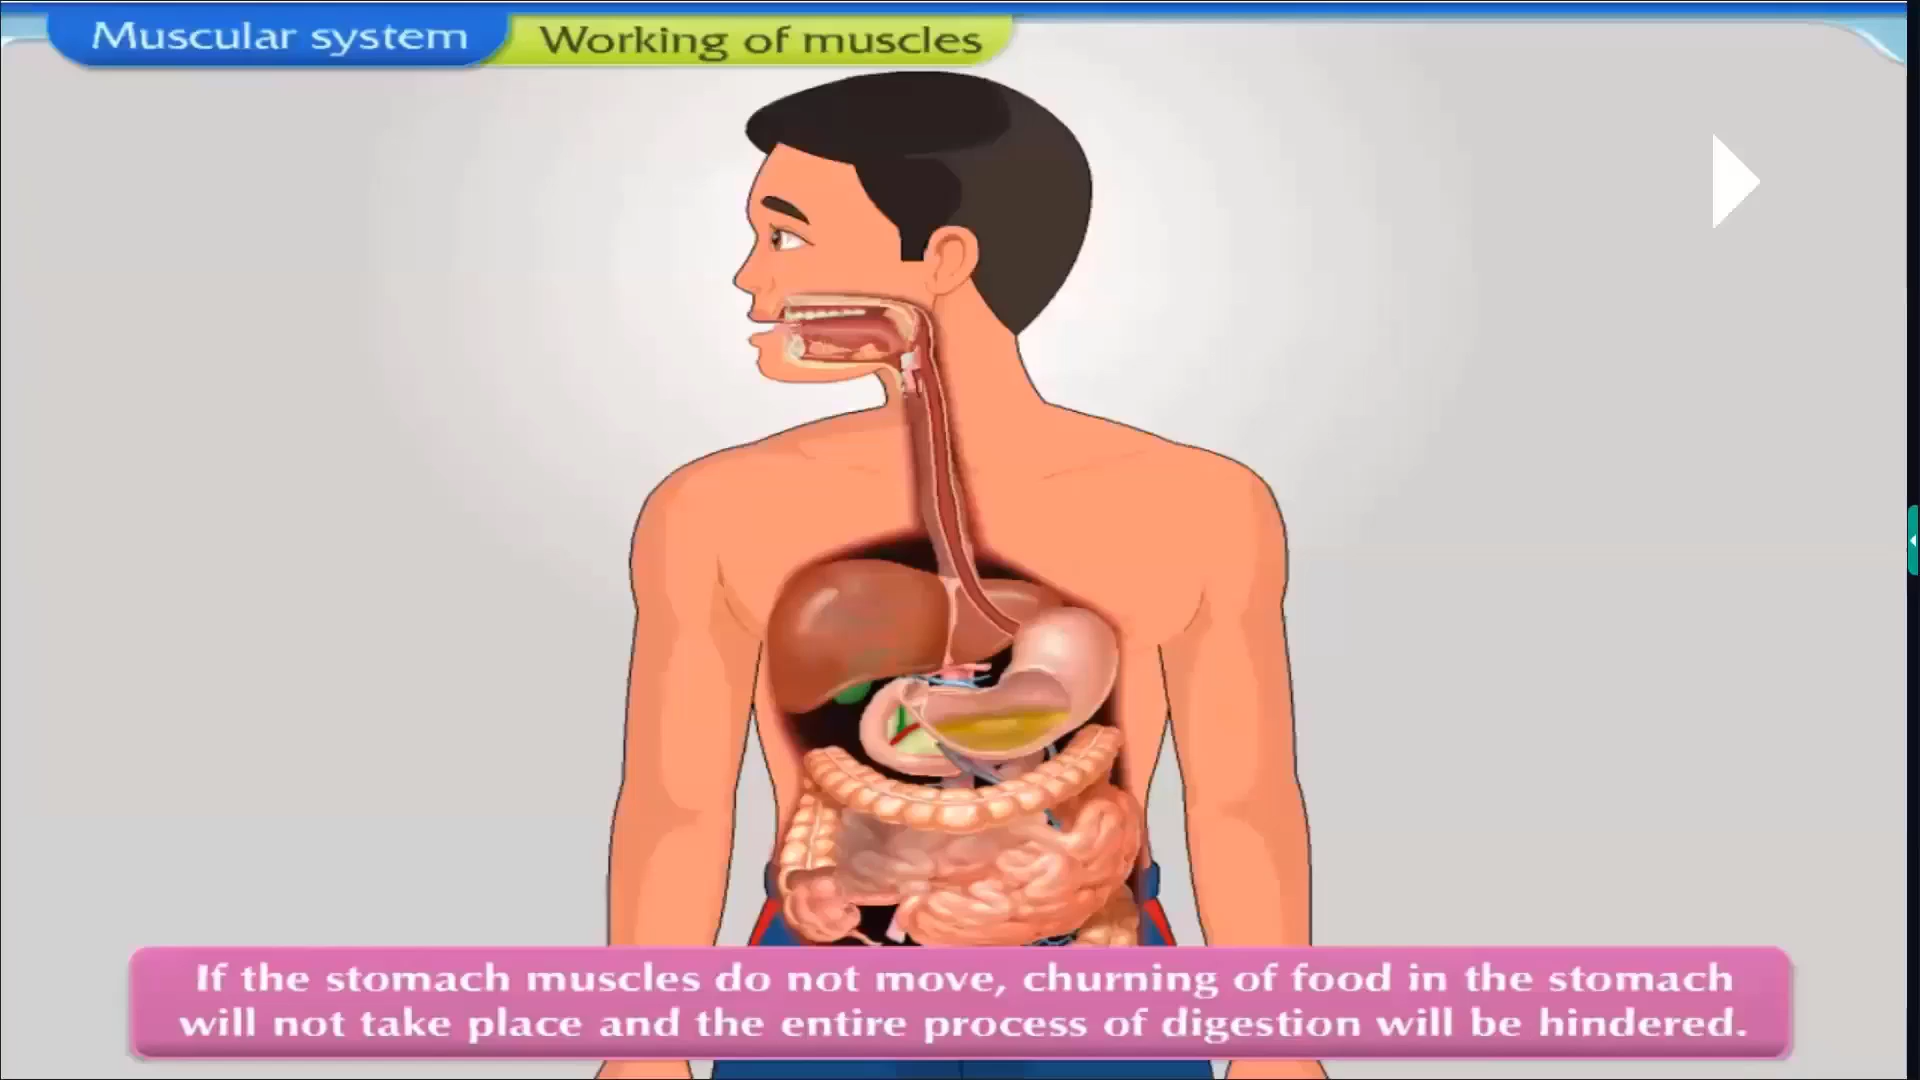 Muscular system
Working of muscles
If the stomach muscles do not move, churning of food in the stomach
will not take place and the entire process of digestion will be hindered.